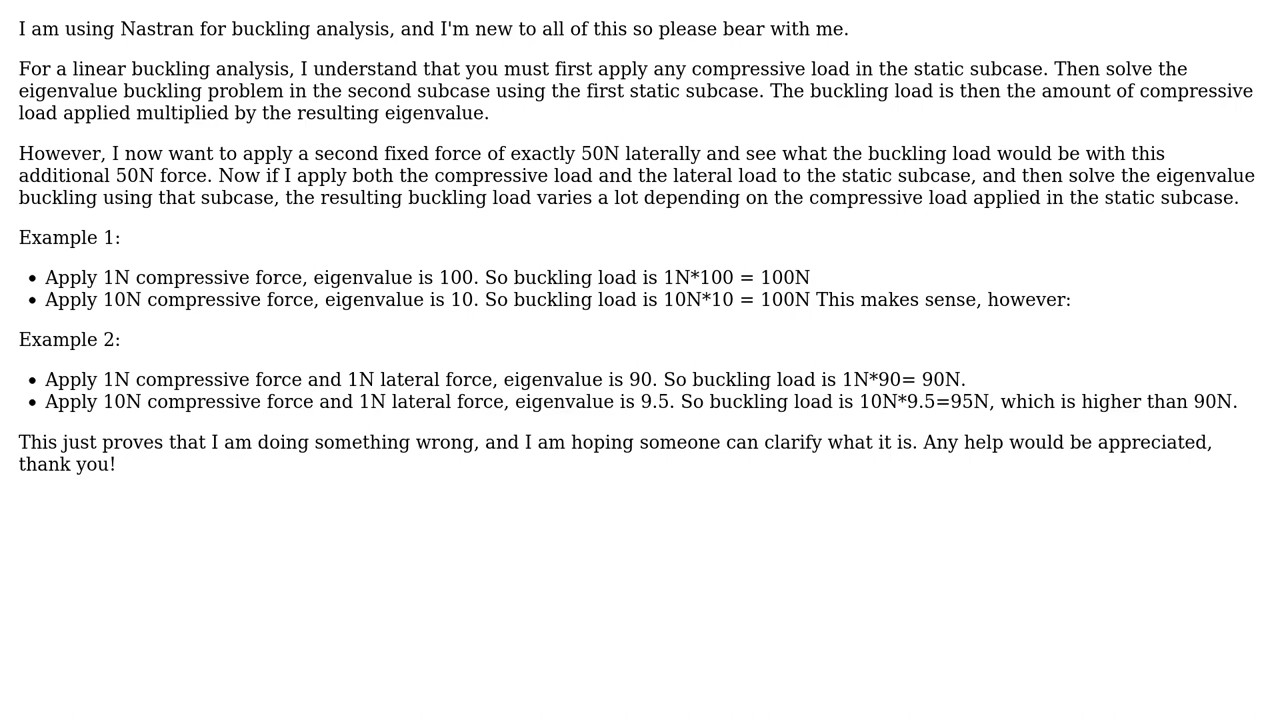 I am using Nastran for buckling analysis, and I'm new to all of this so please bear with me.
For a linear buckling analysis, I understand that you must first apply any compressive load in the static subcase. Then solve the
eigenvalue buckling problem in the second subcase using the first static subcase. The buckling load is then the amount of compressive
load applied multiplied by the resulting eigenvalue.
However, I now want to apply a second fixed force of exactly 50N laterally and see what the buckling load would be with this
additional 50N force. Now if I apply both the compressive load and the lateral load to the static subcase, and then solve the eigenvalue
buckling using that subcase, the resulting buckling load varies a lot depending on the compressive load applied in the static subcase.
Example 1:
• Apply 1N compressive force, eigenvalue is 100. So buckling load is 1N*100 = 100N
• Apply 10N compressive force, eigenvalue is 10. So buckling load is 10N*10 = 100N This makes sense, however:
Example 2:
• Apply 1N compressive force and 1N lateral force, eigenvalue is 90. So buckling load is 1N*90= 90N.
• Apply 10N compressive force and 1N lateral force, eigenvalue is 9.5. So buckling load is 10N*9.5=95N, which is higher than 90N.
This just proves that I am doing something wrong, and I am hoping someone can clarify what it is. Any help would be appreciated,
thank you!